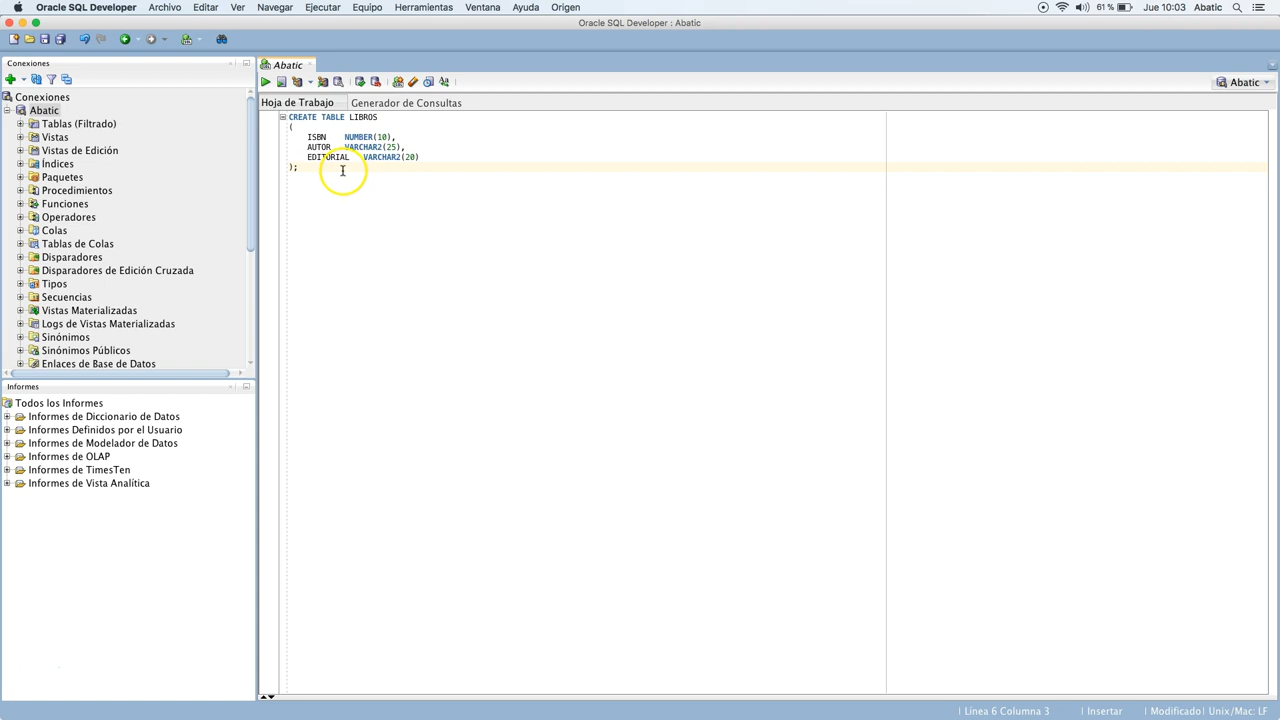 Oracle SQL Developer Archivo Editar Ver Navegar Ejecutar Equipo Herramientas Ventana Ayuda Origen 61 % Jue 10:03 Abatic
Oracle SQL Developer : Abatic
Conexiones
Abatic
Abatic
Hoja de Trabajo Generador de Consultas
Conexiones
Abatic
Tablas (Filtrado)
Vistas
Vistas de Edición
Índices
Paquetes
Procedimientos
Funciones
Operadores
Colas
Tablas de Colas
Disparadores
Disparadores de Edición Cruzada
Tipos
Secuencias
Vistas Materializadas
Logs de Vistas Materializadas
Sinónimos
Sinónimos Públicos
Enlaces de Base de Datos
Informes
Todos los Informes
Informes de Diccionario de Datos
Informes Definidos por el Usuario
Informes de Modelador de Datos
Informes de OLAP
Informes de TimesTen
Informes de Vista Analítica
CREATE TABLE LIBROS
(
ISBN NUMBER(10),
AUTOR VARCHAR2(25),
EDITORIAL VARCHAR2(20)
);
Línea 6 Columna 3 Insertar Modificado Unix/Mac: LF